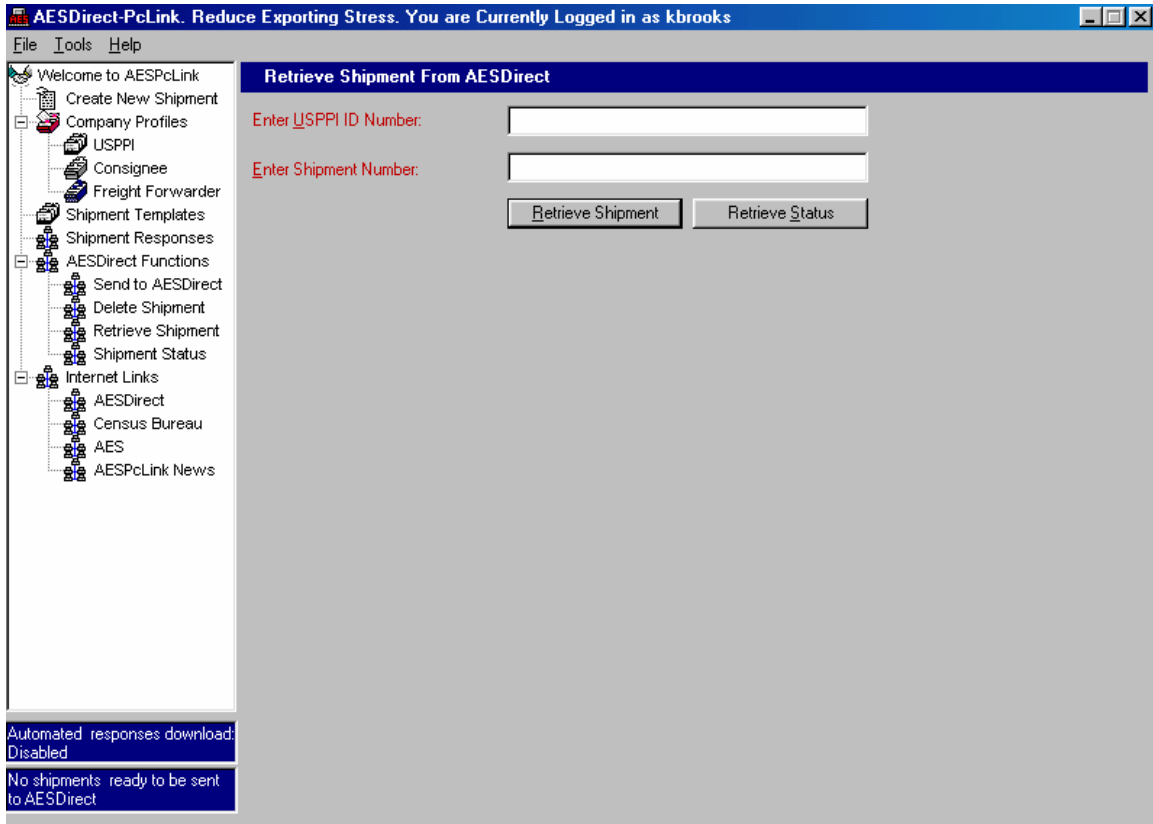 AESDirect-PcLink. Reduce Exporting Stress. You are Currently Logged in as kbrooks
File Tools Help
Welcome to AESPcLink
Create New Shipment
Company Profiles
USPPI
Consignee
Freight Forwarder
Shipment Templates
Shipment Responses
AESDirect Functions
Send to AESDirect
Delete Shipment
Retrieve Shipment
Shipment Status
Internet Links
AESDirect
Census Bureau
AES
AESPcLink News
Automated responses download:
Disabled
No shipments ready to be sent
to AESDirect
Retrieve Shipment From AESDirect
Enter USPPI ID Number:
Enter Shipment Number:
Retrieve Shipment Retrieve Status